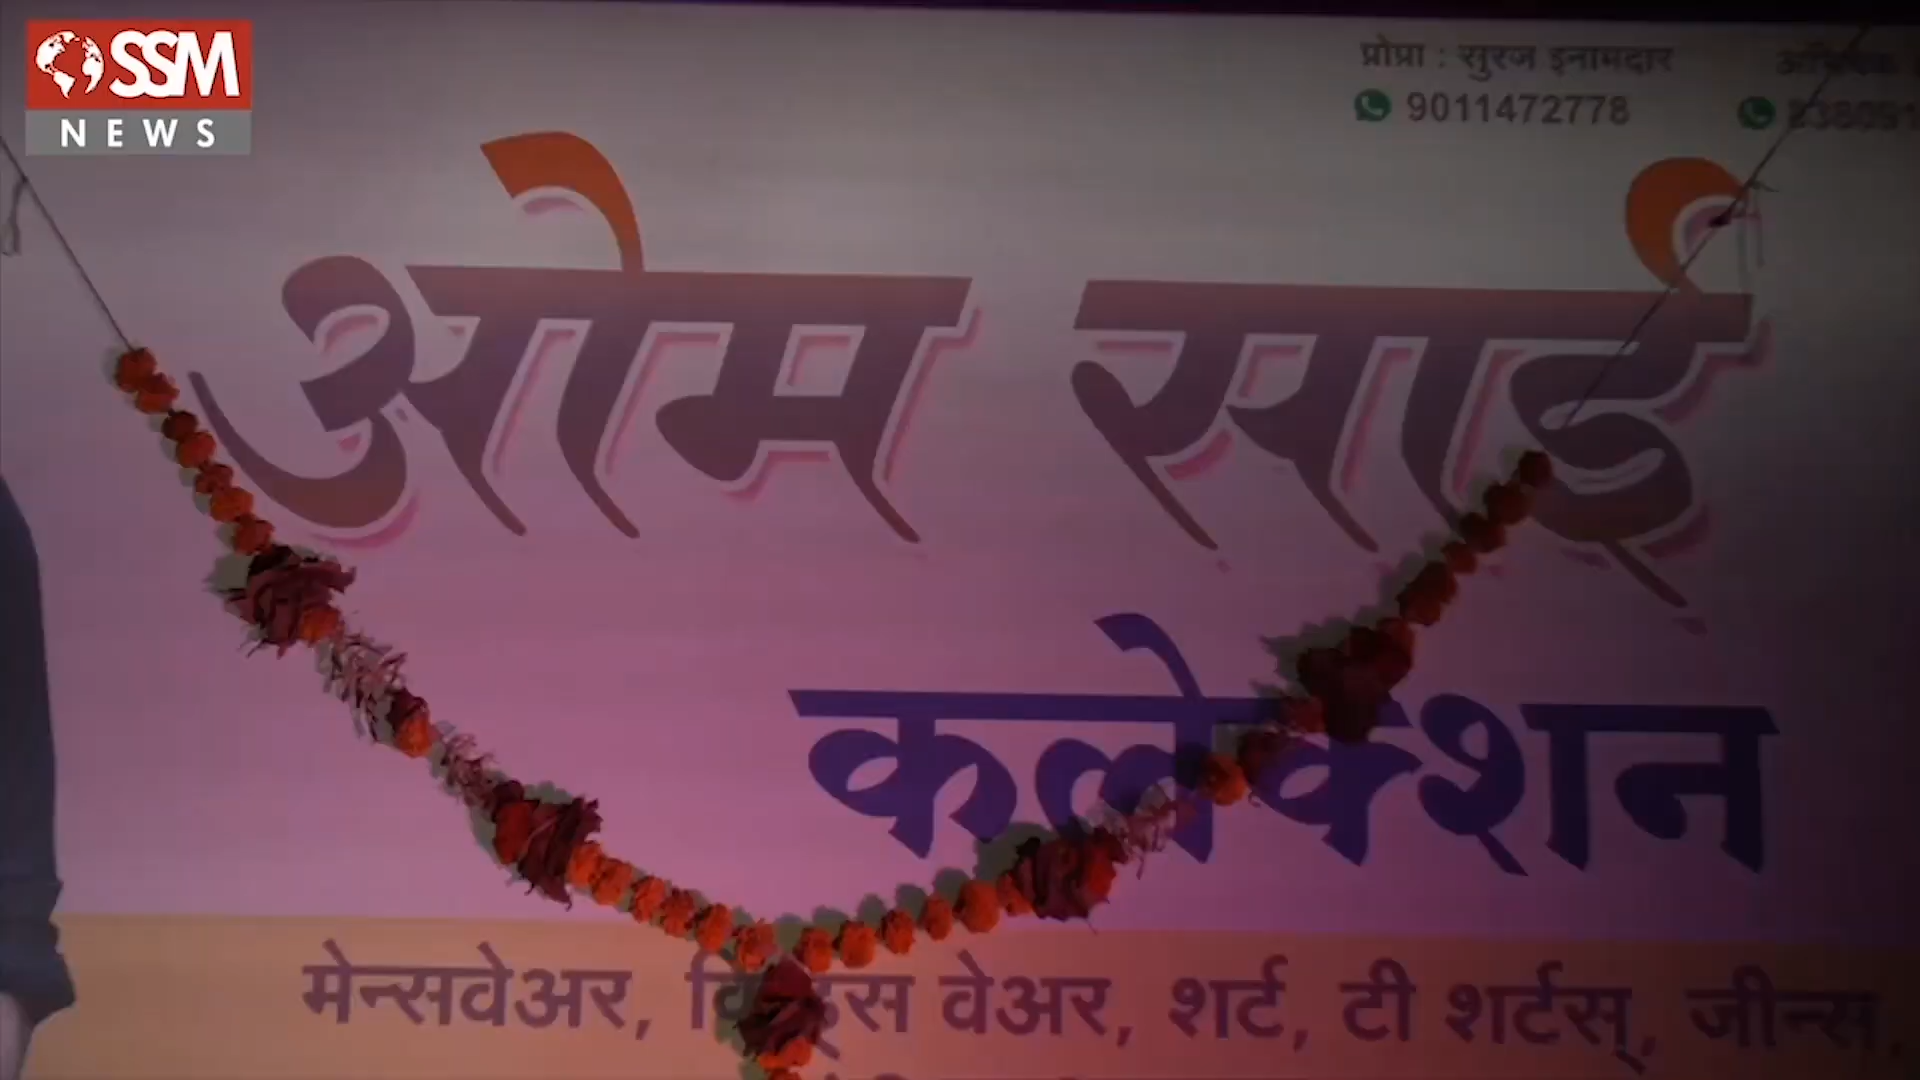 SSM
NEWS
प्रोप्रा : सुरज इनामदार
9011472778
ओम साई
कलेक्शन
मेन्सवेअर, किड्स वेअर, शर्ट, टी शर्टस्, जीन्स,